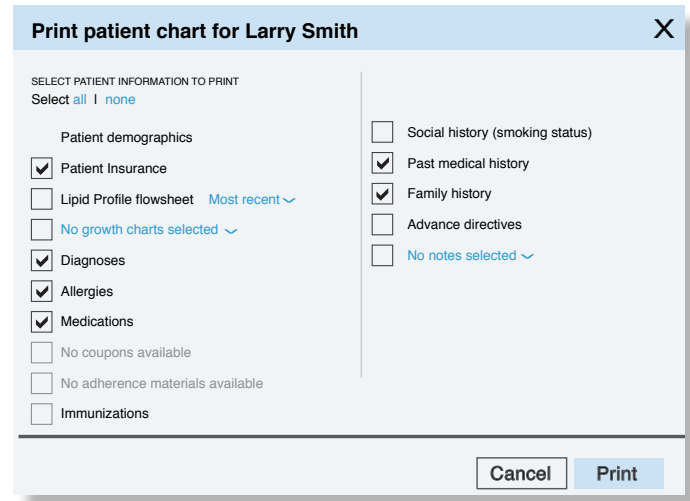 Print patient chart for Larry Smith
X
SELECT PATIENT INFORMATION TO PRINT
Select all | none
Patient demographics
Patient Insurance
Lipid Profile flowsheet Most recent
No growth charts selected
Diagnoses
Allergies
Medications
No coupons available
No adherence materials available
Immunizations
Social history (smoking status)
Past medical history
Family history
Advance directives
No notes selected
Cancel Print